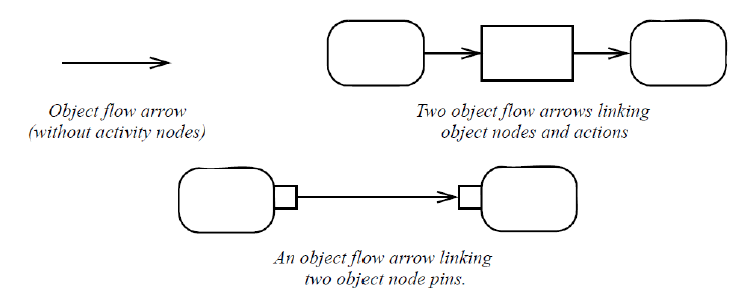 Object flow arrow
(without activity nodes)
Two object flow arrows linking
object nodes and actions
An object flow arrow linking
two object node pins.